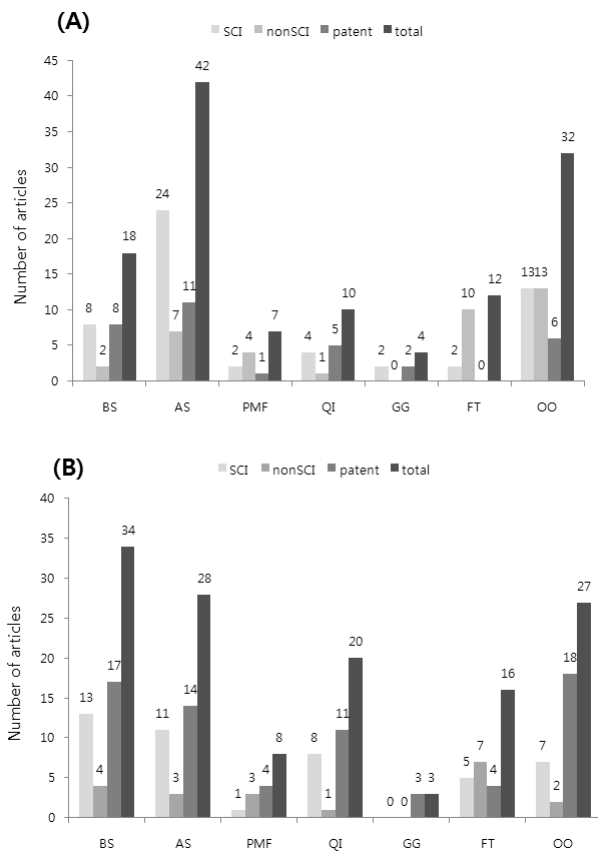 (A)
SCI nonSCI patent total
Number of articles
45
40
35
30
25
20
15
10
5
0
8 2 8 18
24 7 11 42
2 4 1 7
4 1 5 10
2 0 2 4
2 10 0 12
13 13 6 32
BS AS PMF QI GG FT OO
(B)
SCI nonSCI patent total
Number of articles
40
35
30
25
20
15
10
5
0
13 4 17 34
11 3 14 28
1 3 4 8
8 1 11 20
0 0 3 3
5 7 4 16
7 2 18 27
BS AS PMF QI GG FT OO